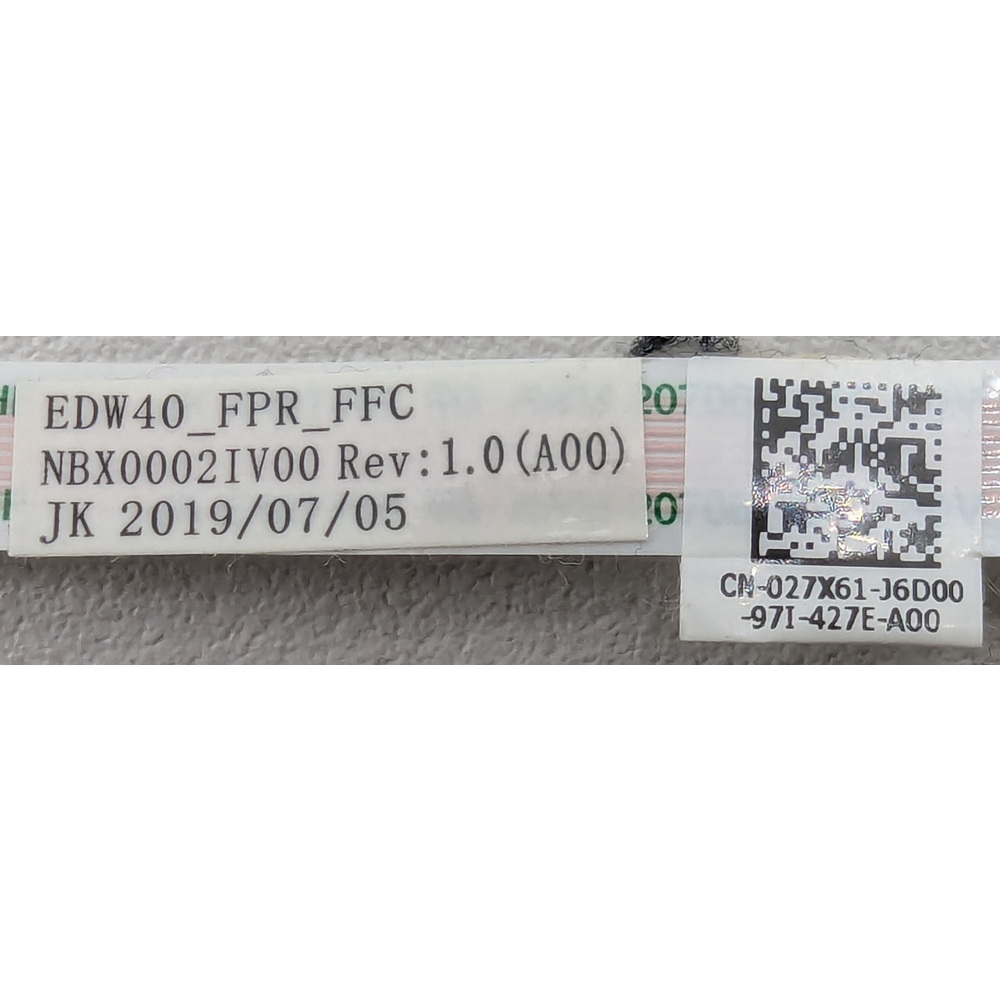 EDW40_FPR_FFC
NBX0002IV00 Rev:1.0(A00)
JK 2019/07/05
CN-027X61-J6D00
-97I-427E-A00